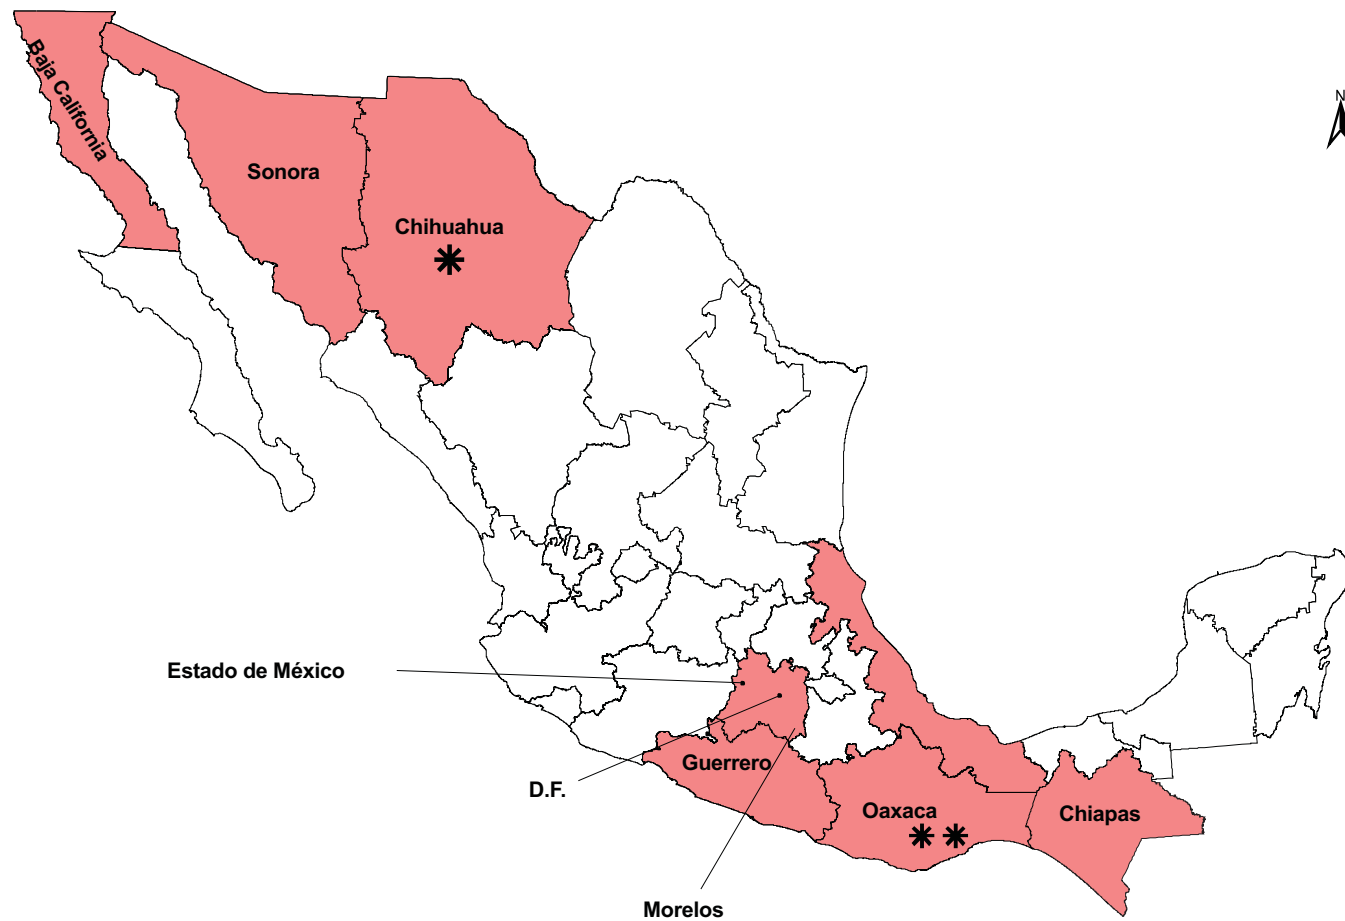 N
Baja California
Sonora
Chihuahua
Estado de México
Guerrero
D.F.
Oaxaca
Chiapas
Morelos